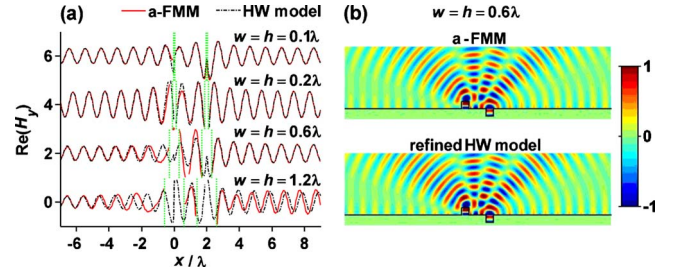 (a)
a-FMM
HW model
w = h = 0.1λ
w = h = 0.2λ
w = h = 0.6λ
w = h = 1.2λ
Re(Hy)
6
4
2
0
-6 -4 -2 0 2 4 6 8
x / λ
(b)
w = h = 0.6λ
a-FMM
refined HW model
1
0
-1